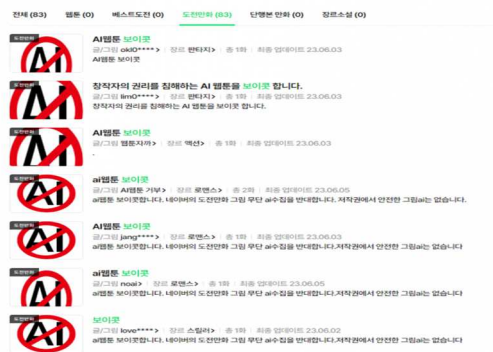 전체 (83) 웹툰 (0) 베스트도전 (0) 도전만화 (83) 단행본 만화 (0) 장르소설 (0)
도전만화
AI
AI웹툰 보이콧
글/그림 okl0****> 장르 판타지> 총 1화 최종 업데이트 23.06.03
AI웹툰 보이콧
도전만화
AI
창작자의 권리를 침해하는 AI 웹툰을 보이콧 합니다.
글/그림 lim0****> 장르 판타지> 총 1화 최종 업데이트 23.06.03
창작자의 권리를 침해하는 AI 웹툰을 보이콧 합니다.
도전만화
AI
AI웹툰 보이콧
글/그림 웹툰자까> 장르 액션> 총 1화 최종 업데이트 23.06.03
.
도전만화
AI
ai웹툰 보이콧
글/그림 AI웹툰 거부> 장르 로맨스> 총 2화 최종 업데이트 23.06.05
ai웹툰 보이콧합니다. 네이버의 도전만화 그림 무단 ai수집을 반대합니다.저작권에서 안전한 그림ai는 없습니다.
도전만화
AI
AI웹툰 보이콧
글/그림 jang****> 장르 로맨스> 총 1화 최종 업데이트 23.06.03
ai웹툰 보이콧합니다. 네이버의 도전만화 그림 무단 ai수집을 반대합니다.저작권에서 안전한 그림ai는 없습니다
도전만화
AI
ai웹툰 보이콧
글/그림 noai> 장르 로맨스> 총 1화 최종 업데이트 23.06.05
ai웹툰 보이콧합니다. 네이버의 도전만화 그림 무단 ai수집을 반대합니다.저작권에서 안전한 그림ai는 없습니다
도전만화
AI
보이콧
글/그림 love****> 장르 스릴러> 총 1화 최종 업데이트 23.06.02
ai웹툰 보이콧합니다. 네이버의 도전만화 그림 무단 ai수집을 반대합니다.저작권에서 안전한 그림ai는 없습니다.